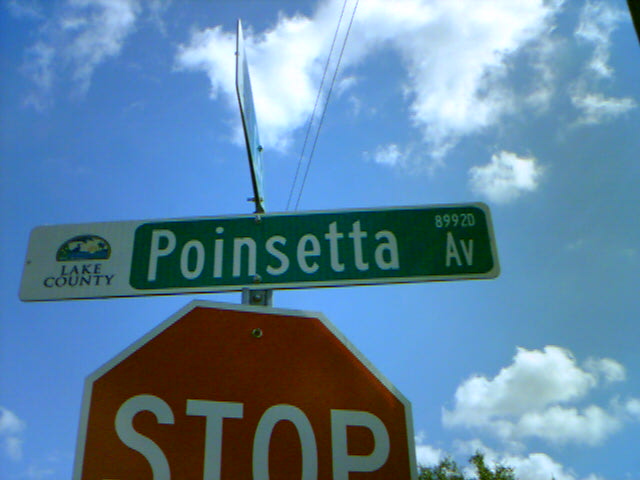 LAKE
COUNTY
Poinsetta
8992D
Av
STOP